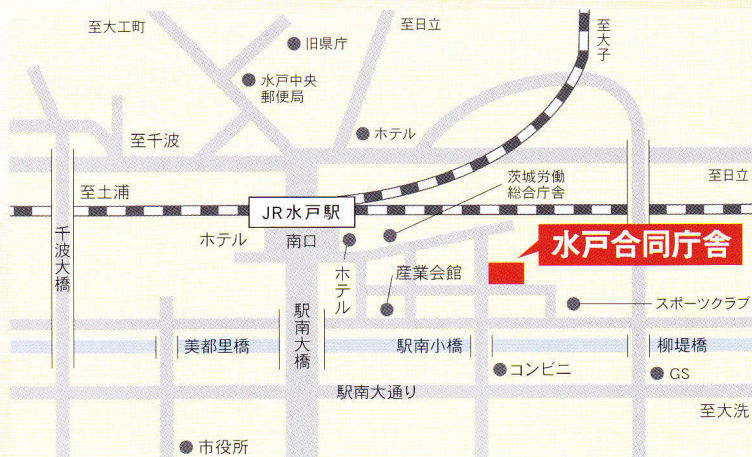 至大工町
旧県庁
至日立
至大子
水戸中央
郵便局
ホテル
至千波
茨城労働
総合庁舎
至土浦
至日立
JR水戸駅
千波大橋
ホテル
南口
ホテル
水戸合同庁舎
産業会館
スポーツクラブ
駅南大橋
美都里橋
駅南小橋
柳堤橋
コンビニ
GS
駅南大通り
至大洗
市役所